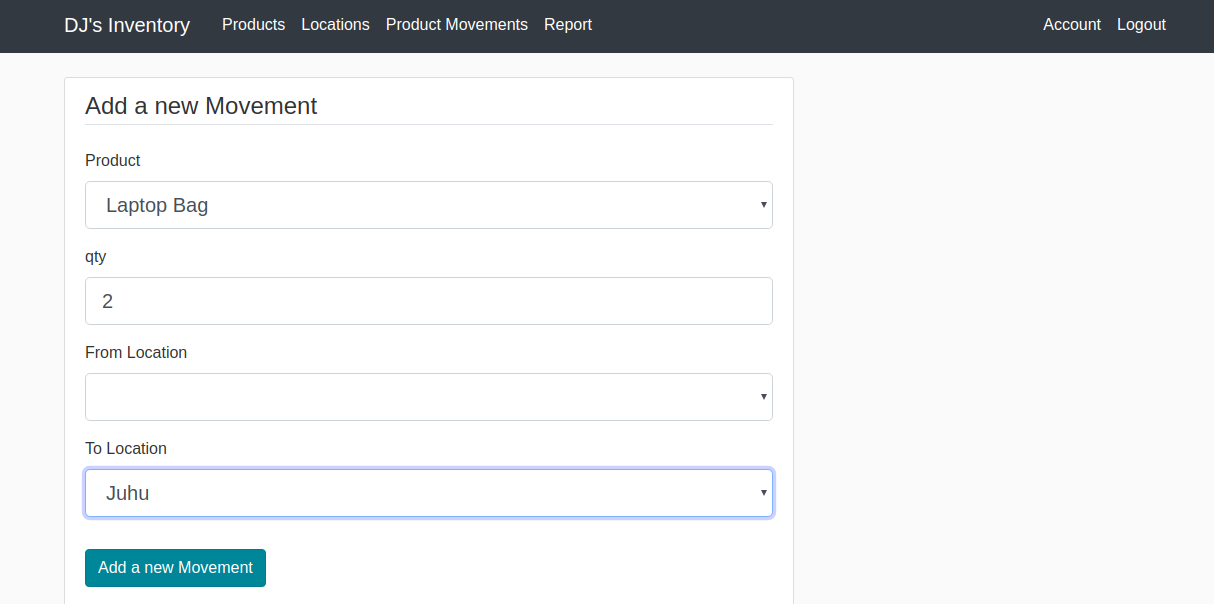 DJ's Inventory Products Locations Product Movements Report Account Logout
Add a new Movement
Product
Laptop Bag
qty
2
From Location
To Location
Juhu
Add a new Movement